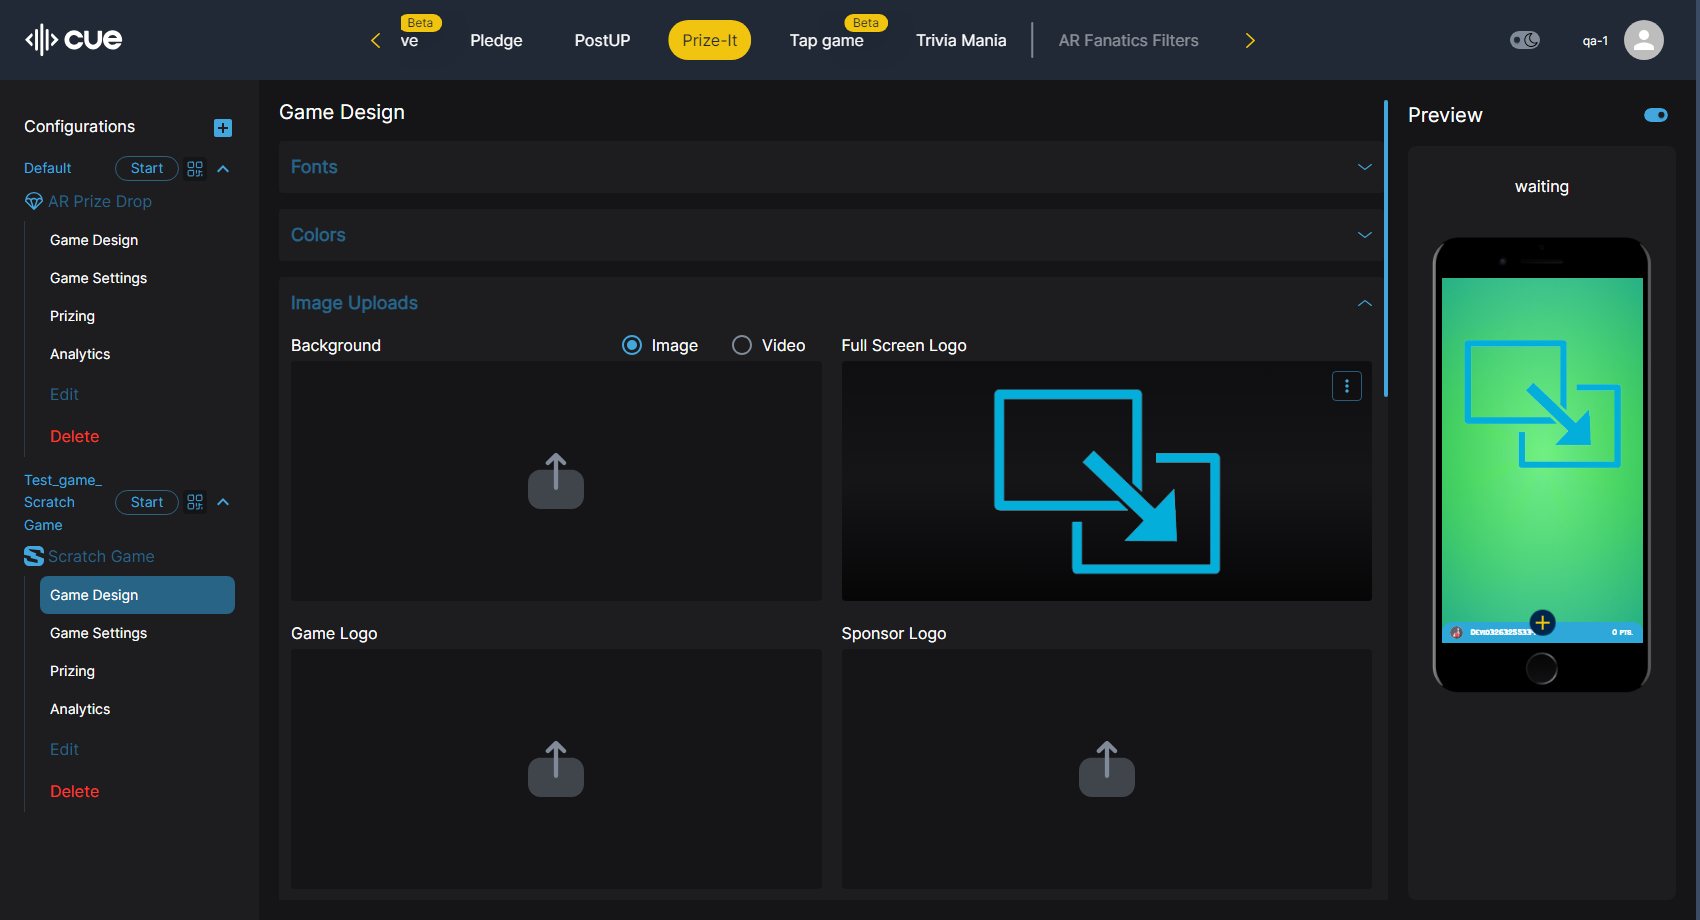 cue
Beta
ve
Pledge
PostUP
Prize-It
Tap game
Beta
Trivia Mania
AR Fanatics Filters
qa-1
Configurations
Default
Start
AR Prize Drop
Game Design
Game Settings
Prizing
Analytics
Edit
Delete
Test_game_
Scratch
Game
Start
Scratch Game
Game Design
Game Settings
Prizing
Analytics
Edit
Delete
Game Design
Fonts
Colors
Image Uploads
Background
Image
Video
Full Screen Logo
Game Logo
Sponsor Logo
Preview
waiting
0 PTS.